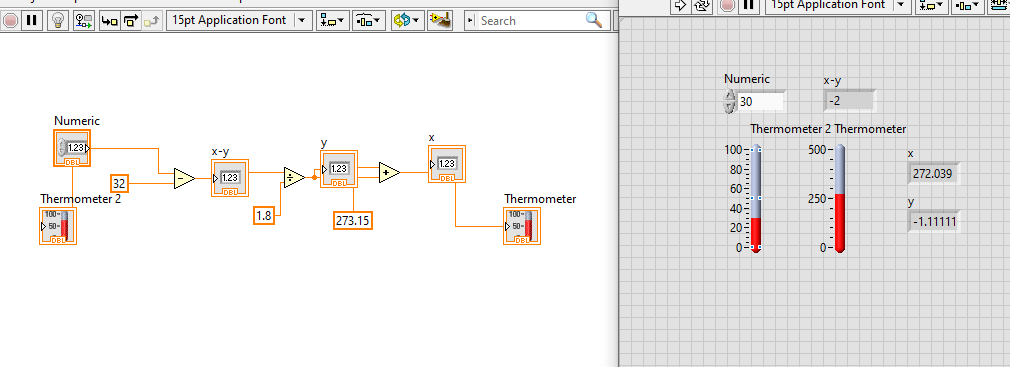 15pt Application Font
Search
15pt Application Font
Numeric
1.23
DBL
32
x-y
1.23
DBL
1.8
y
1.23
DBL
273.15
x
1.23
DBL
Thermometer 2
100
50
DBL
Thermometer
100
50
DBL
Numeric
30
x-y
-2
Thermometer 2 Thermometer
100
80
60
40
20
0
500
250
0
x
272.039
y
-1.11111